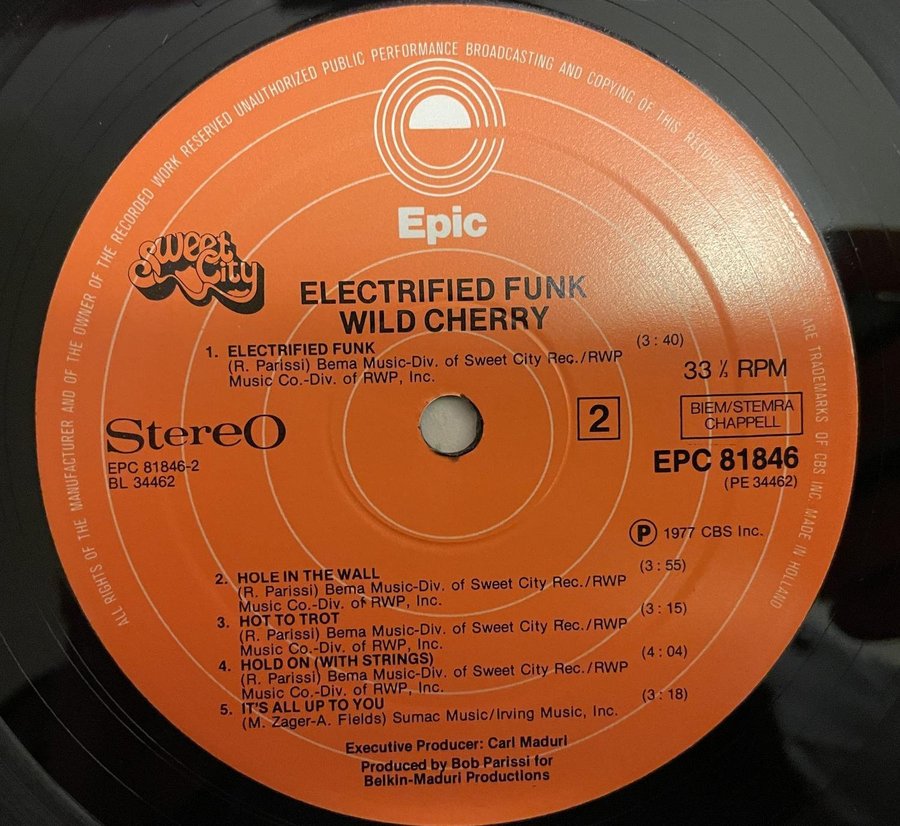 ALL RIGHTS OF THE MANUFACTURER AND OF THE OWNER OF THE RECORDED WORK RESERVED UNAUTHORIZED PUBLIC PERFORMANCE BROADCASTING AND COPYING OF THIS RECORD
ARE TRADEMARKS OF CBS INC. MADE IN HOLLAND
Epic
Sweet City
ELECTRIFIED FUNK
WILD CHERRY
1. ELECTRIFIED FUNK (3:40)
(R. Parissi) Bema Music-Div. of Sweet City Rec./RWP
Music Co.-Div. of RWP, Inc.
33 ⅓ RPM
Stereo
2
BIEM/STEMRA
CHAPPELL
EPC 81846-2
BL 34462
EPC 81846
(PE 34462)
Ⓟ 1977 CBS Inc.
2. HOLE IN THE WALL (3:55)
(R. Parissi) Bema Music-Div. of Sweet City Rec./RWP
Music Co.-Div. of RWP, Inc.
3. HOT TO TROT (3:15)
(R. Parissi) Bema Music-Div. of Sweet City Rec./RWP
Music Co.-Div. of RWP, Inc.
4. HOLD ON (WITH STRINGS) (4:04)
(R. Parissi) Bema Music-Div. of Sweet City Rec./RWP
Music Co.-Div. of RWP, Inc.
5. IT'S ALL UP TO YOU (3:18)
(M. Zager-A. Fields) Sumac Music/Irving Music, Inc.
Executive Producer: Carl Maduri
Produced by Bob Parissi for
Belkin-Maduri Productions